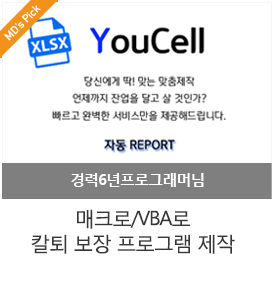 MD's Pick
XLSX
YouCell
당신에게 딱! 맞는 맞춤제작
언제까지 잔업을 달고 살 것인가?
빠르고 완벽한 서비스만을 제공해드립니다.
자동 REPORT
경력6년프로그래머님
매크로/VBA로
칼퇴 보장 프로그램 제작